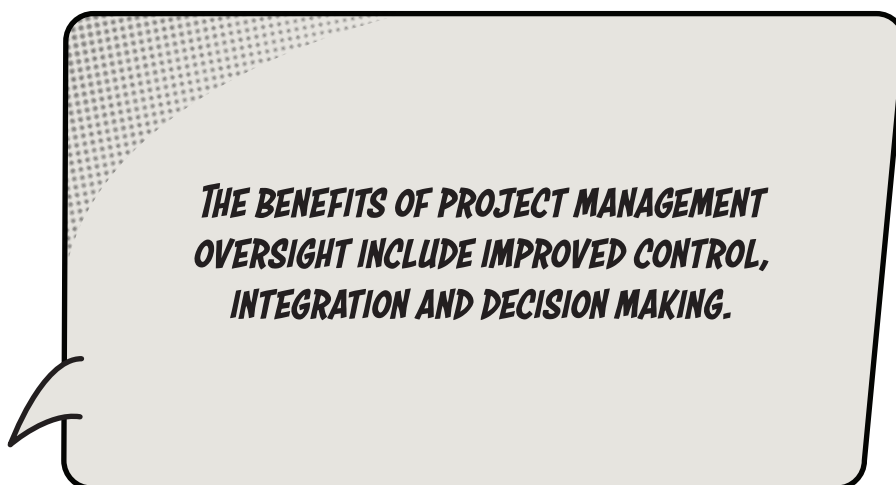 THE BENEFITS OF PROJECT MANAGEMENT
OVERSIGHT INCLUDE IMPROVED CONTROL,
INTEGRATION AND DECISION MAKING.